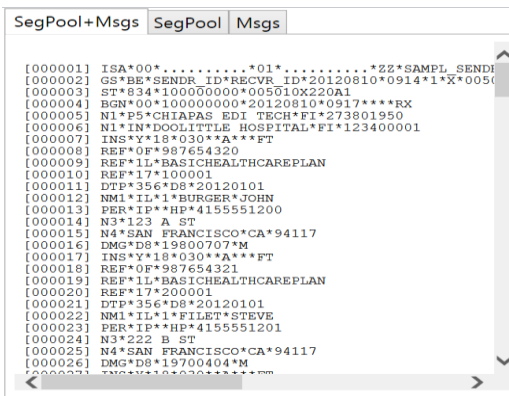 SegPool+Msgs SegPool Msgs
[000001] ISA*00*..........*01*..........*ZZ*SAMPL_SENDE
[000002] GS*BE*SENDR_ID*RECVR_ID*20120810*0914*1*X*0050
[000003] ST*834*100000000*005010X220A1
[000004] BGN*00*100000000*20120810*0917****RX
[000005] N1*P5*CHIAPAS EDI TECH*FI*273801950
[000006] N1*IN*DOOLITTLE HOSPITAL*FI*123400001
[000007] INS*Y*18*030**A***FT
[000008] REF*0F*987654320
[000009] REF*1L*BASICHEALTHCAREPLAN
[000010] REF*17*100001
[000011] DTP*356*D8*20120101
[000012] NM1*IL*1*BURGER*JOHN
[000013] PER*IP**HP*4155551200
[000014] N3*123 A ST
[000015] N4*SAN FRANCISCO*CA*94117
[000016] DMG*D8*19800707*M
[000017] INS*Y*18*030**A***FT
[000018] REF*0F*987654321
[000019] REF*1L*BASICHEALTHCAREPLAN
[000020] REF*17*200001
[000021] DTP*356*D8*20120101
[000022] NM1*IL*1*FILET*STEVE
[000023] PER*IP**HP*4155551201
[000024] N3*222 B ST
[000025] N4*SAN FRANCISCO*CA*94117
[000026] DMG*D8*19700404*M
[000027] INS*Y*18*030**A***FT